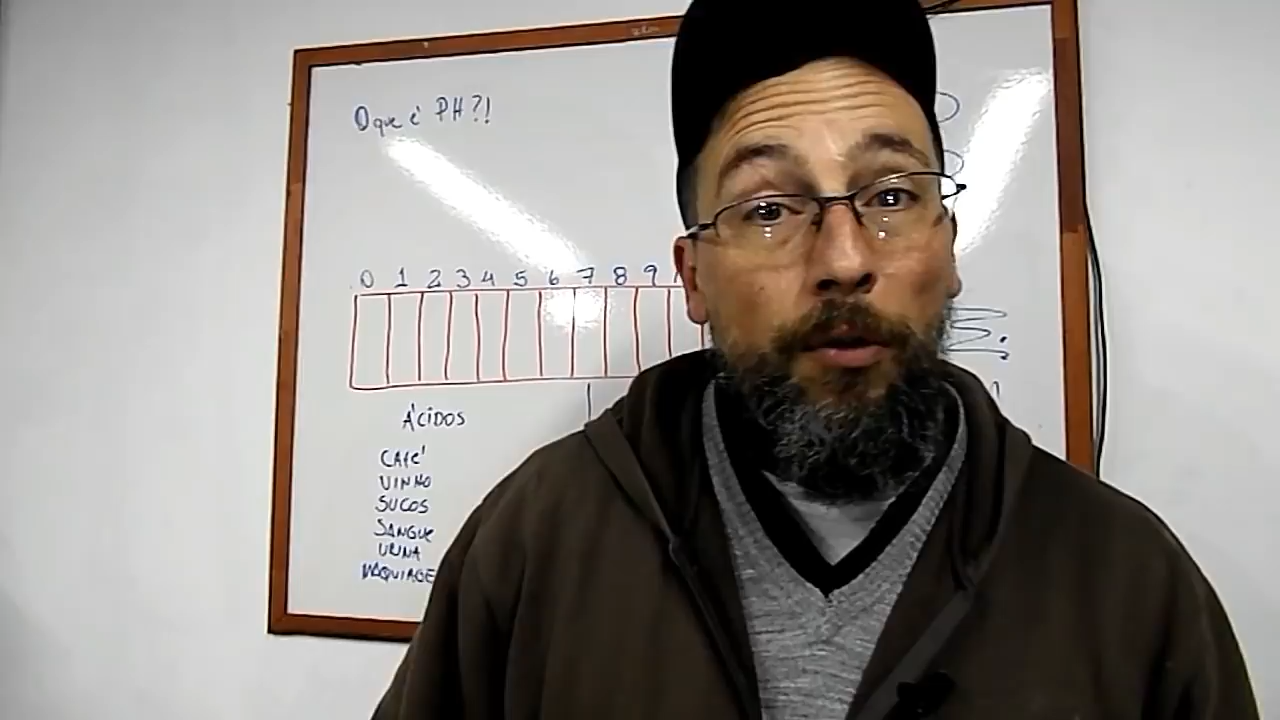 O que é PH?!
0 1 2 3 4 5 6 7 8 9
ÁCIDOS
CAFÉ
VINHO
SUCOS
SANGUE
URINA
MAQUIAGE